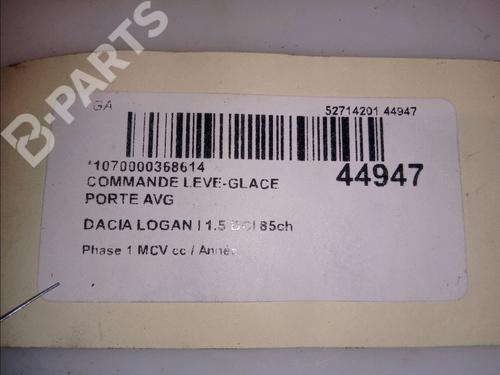 B-PARTS
GA
52714201 44947
*1070000368614
44947
COMMANDE LEVE-GLACE
PORTE AVG
DACIA LOGAN I 1.5 DCI 85ch
Phase 1 MCV cc / Année